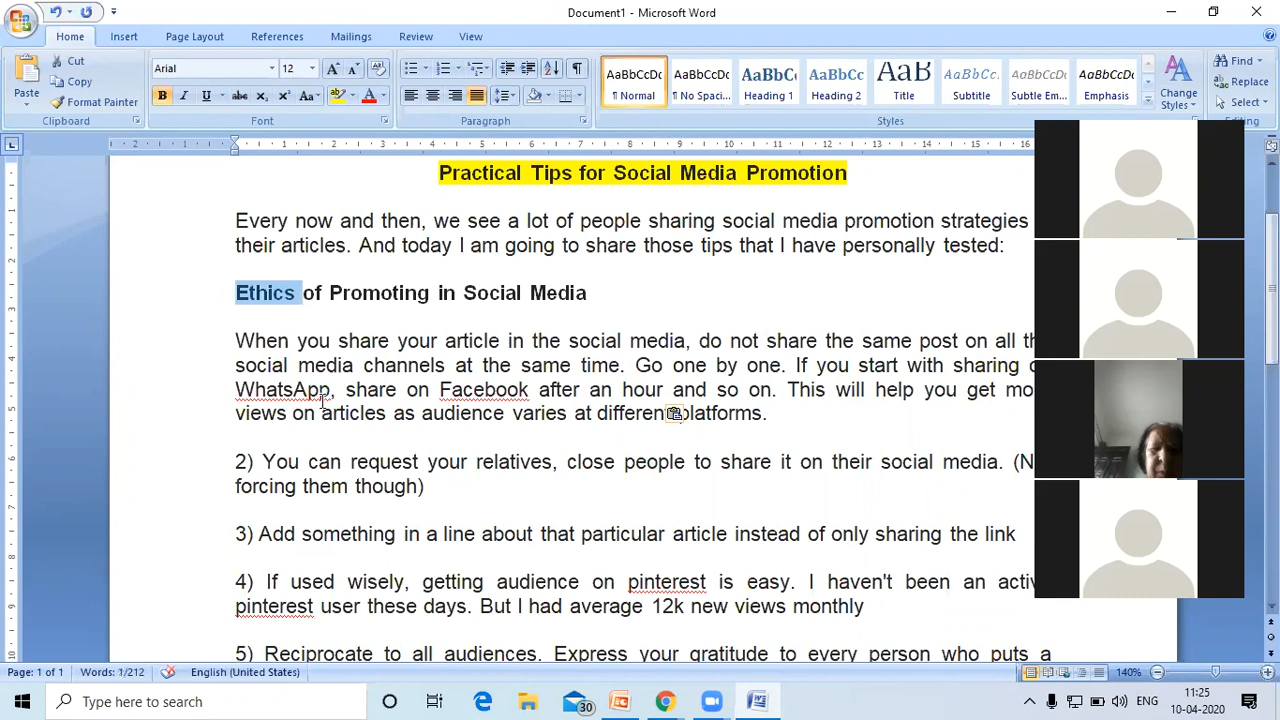 Document1 - Microsoft Word
Home Insert Page Layout References Mailings Review View
Paste Cut Copy Format Painter
Clipboard
Arial 12
Font
Paragraph
AaBbCcDc ¶ Normal
AaBbCcDc ¶ No Spaci...
AaBbC‹ Heading 1
AaBbCc Heading 2
AaB Title
AaBbCcL Subtitle
AaBbCcDc Subtle Em...
AaBbCcDc Emphasis
Change Styles
Styles
Find
Replace
Select
Editing
Practical Tips for Social Media Promotion
Every now and then, we see a lot of people sharing social media promotion strategies
their articles. And today I am going to share those tips that I have personally tested:
Ethics of Promoting in Social Media
When you share your article in the social media, do not share the same post on all th
social media channels at the same time. Go one by one. If you start with sharing o
WhatsApp, share on Facebook after an hour and so on. This will help you get mo
views on articles as audience varies at different platforms.
2) You can request your relatives, close people to share it on their social media. (N
forcing them though)
3) Add something in a line about that particular article instead of only sharing the link
4) If used wisely, getting audience on pinterest is easy. I haven't been an activ
pinterest user these days. But I had average 12k new views monthly
5) Reciprocate to all audiences. Express your gratitude to every person who puts a
Page: 1 of 1 Words: 1/212 English (United States) 140%
Type here to search
30
ENG
11:25
10-04-2020